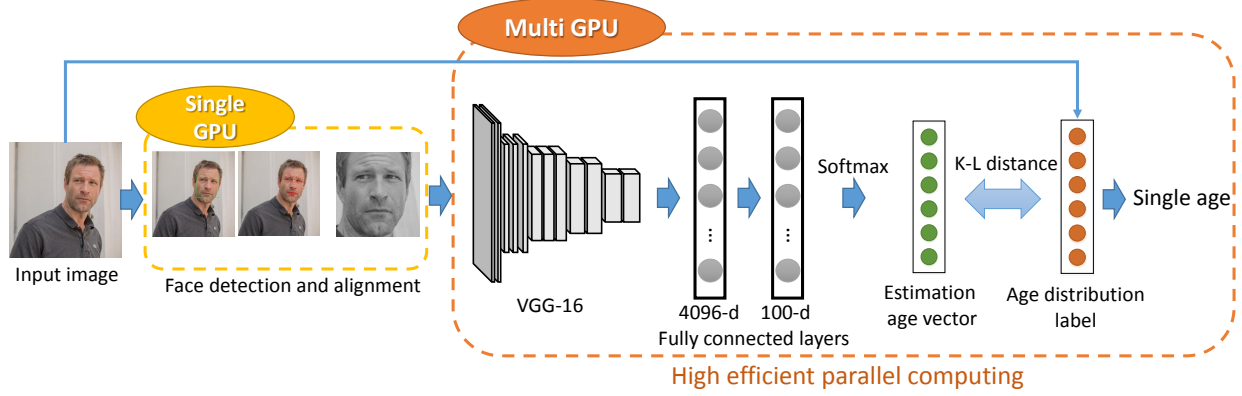 Multi GPU
Single
GPU
Input image
Face detection and alignment
VGG-16
...
...
4096-d
100-d
Fully connected layers
Softmax
Estimation
age vector
K-L distance
Age distribution
label
Single age
High efficient parallel computing